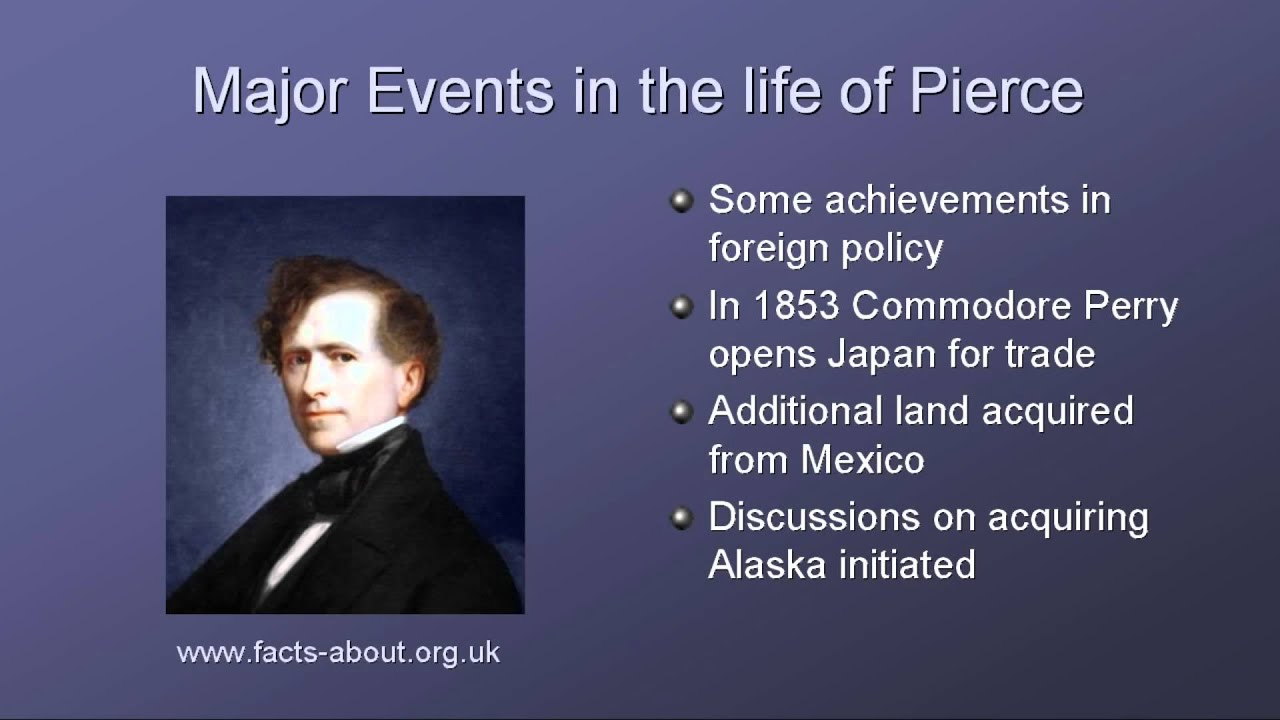 Major Events in the life of Pierce
Some achievements in
foreign policy
In 1853 Commodore Perry
opens Japan for trade
Additional land acquired
from Mexico
Discussions on acquiring
Alaska initiated
www.facts-about.org.uk